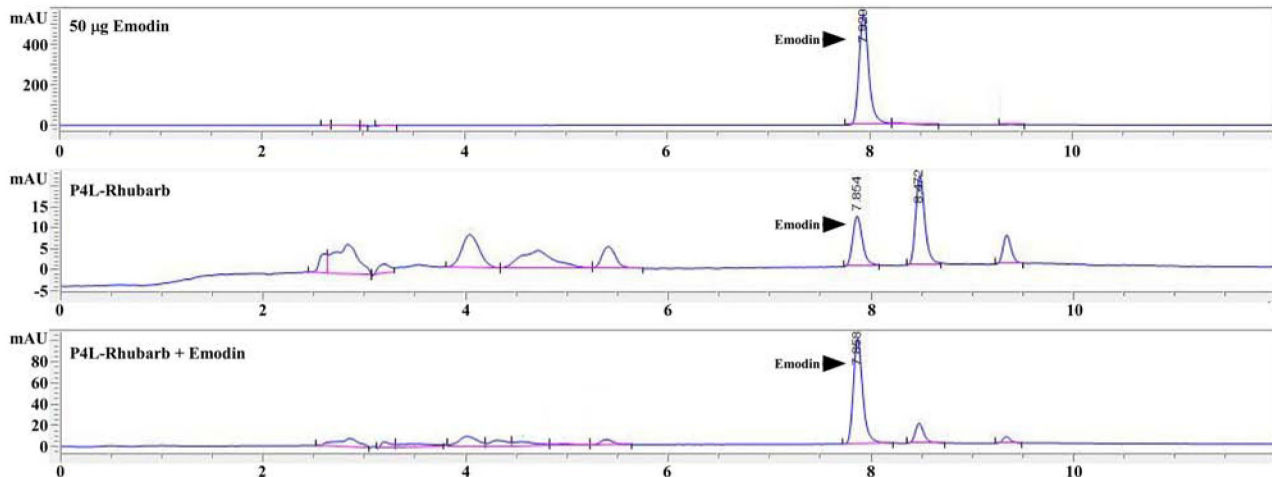 mAU
50 µg Emodin
Emodin
7.920
400
200
0
0 2 4 6 8 10
mAU
P4L-Rhubarb
7.854
8.472
Emodin
15
10
5
0
-5
0 2 4 6 8 10
mAU
P4L-Rhubarb + Emodin
7.858
Emodin
80
60
40
20
0
0 2 4 6 8 10